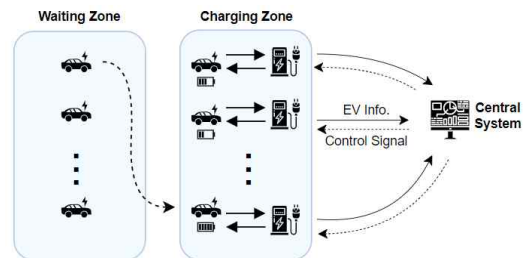 Waiting Zone
Charging Zone
EV Info.
Control Signal
Central
System